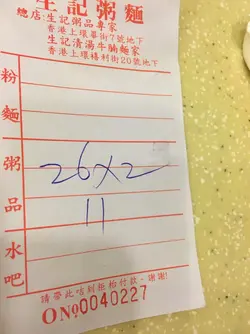 生記粥麵
總店：生記粥品專家
香港上環畢街7號地下
生記清湯牛腩麵家
香港上環禧利街20號地下
粉
麵
粥
品
水
吧
26X2
11
請帶此咭到柜枱付款，謝謝!
ONo 0040227